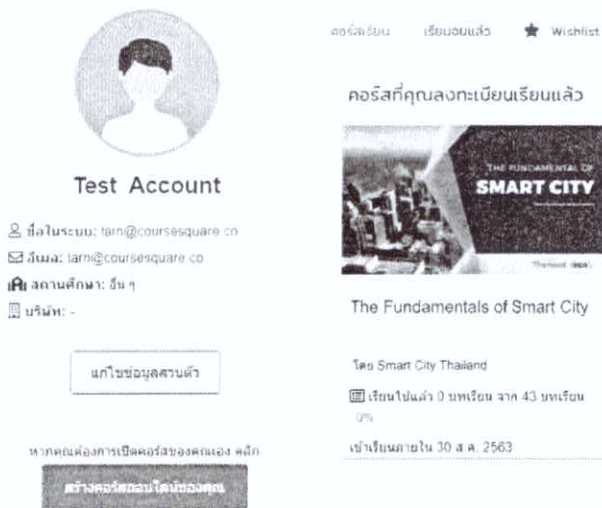 Test Account
ชื่อในระบบ: tarn@coursesquare.co
อีเมล: tarn@coursesquare.co
สถานศึกษา: อื่น ๆ
บริษัท: -
แก้ไขข้อมูลส่วนตัว
หากคุณต้องการเปิดคอร์สของคุณเอง คลิก
สร้างคอร์สออนไลน์ของคุณ
คอร์สเรียน เรียนจบแล้ว Wishlist
คอร์สที่คุณลงทะเบียนเรียนแล้ว
THE FUNDAMENTAL OF
SMART CITY
The Fundamentals of Smart City
โดย Smart City Thailand
เรียนไปแล้ว 0 บทเรียน จาก 43 บทเรียน
0%
เข้าเรียนภายใน 30 ส.ค. 2563